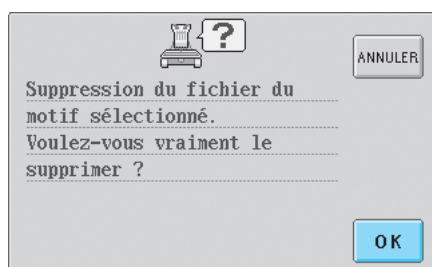 ?
ANNULER
Suppression du fichier du
motif sélectionné.
Voulez-vous vraiment le
supprimer ?
OK